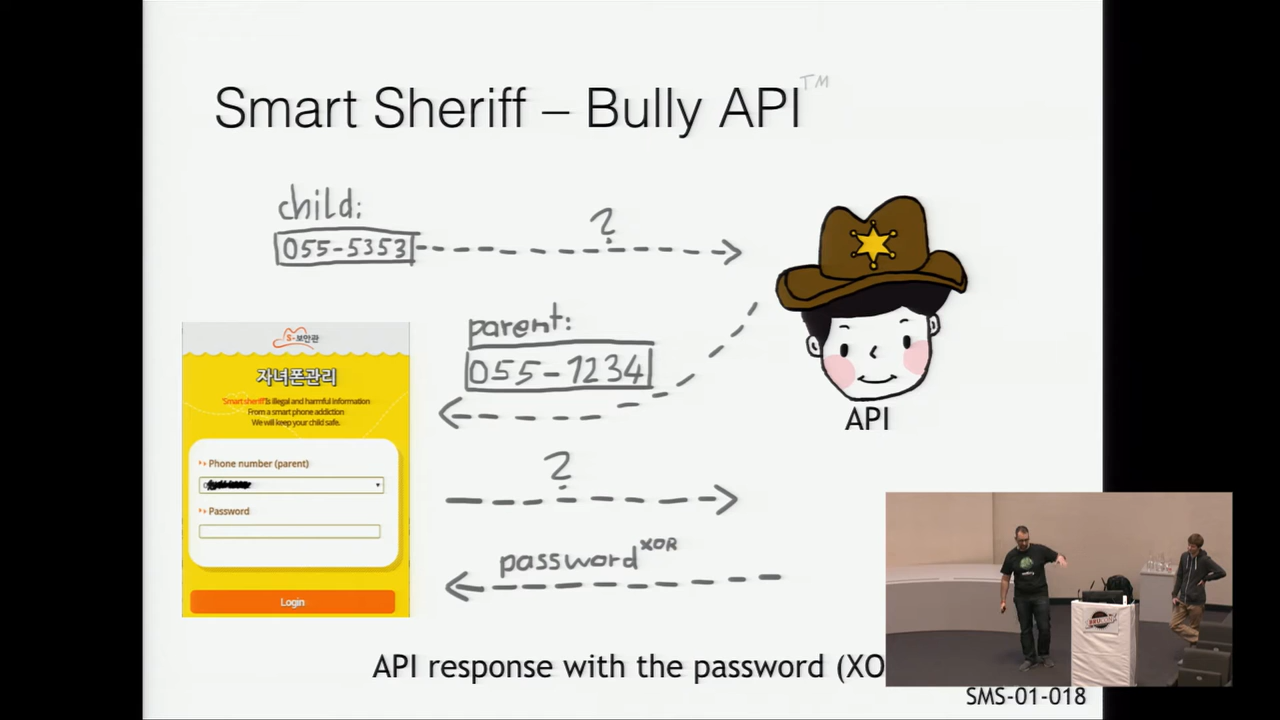 Smart Sheriff – Bully API™
child:
055-5353
?
parent:
055-1234
API
S-보안관
자녀폰관리
"Smart sheriff"Is illegal and harmful information
From a smart phone addiction
We will keep your child safe.
Phone number (parent)
Password
Login
?
password XOR
API response with the password (XO
SMS-01-018